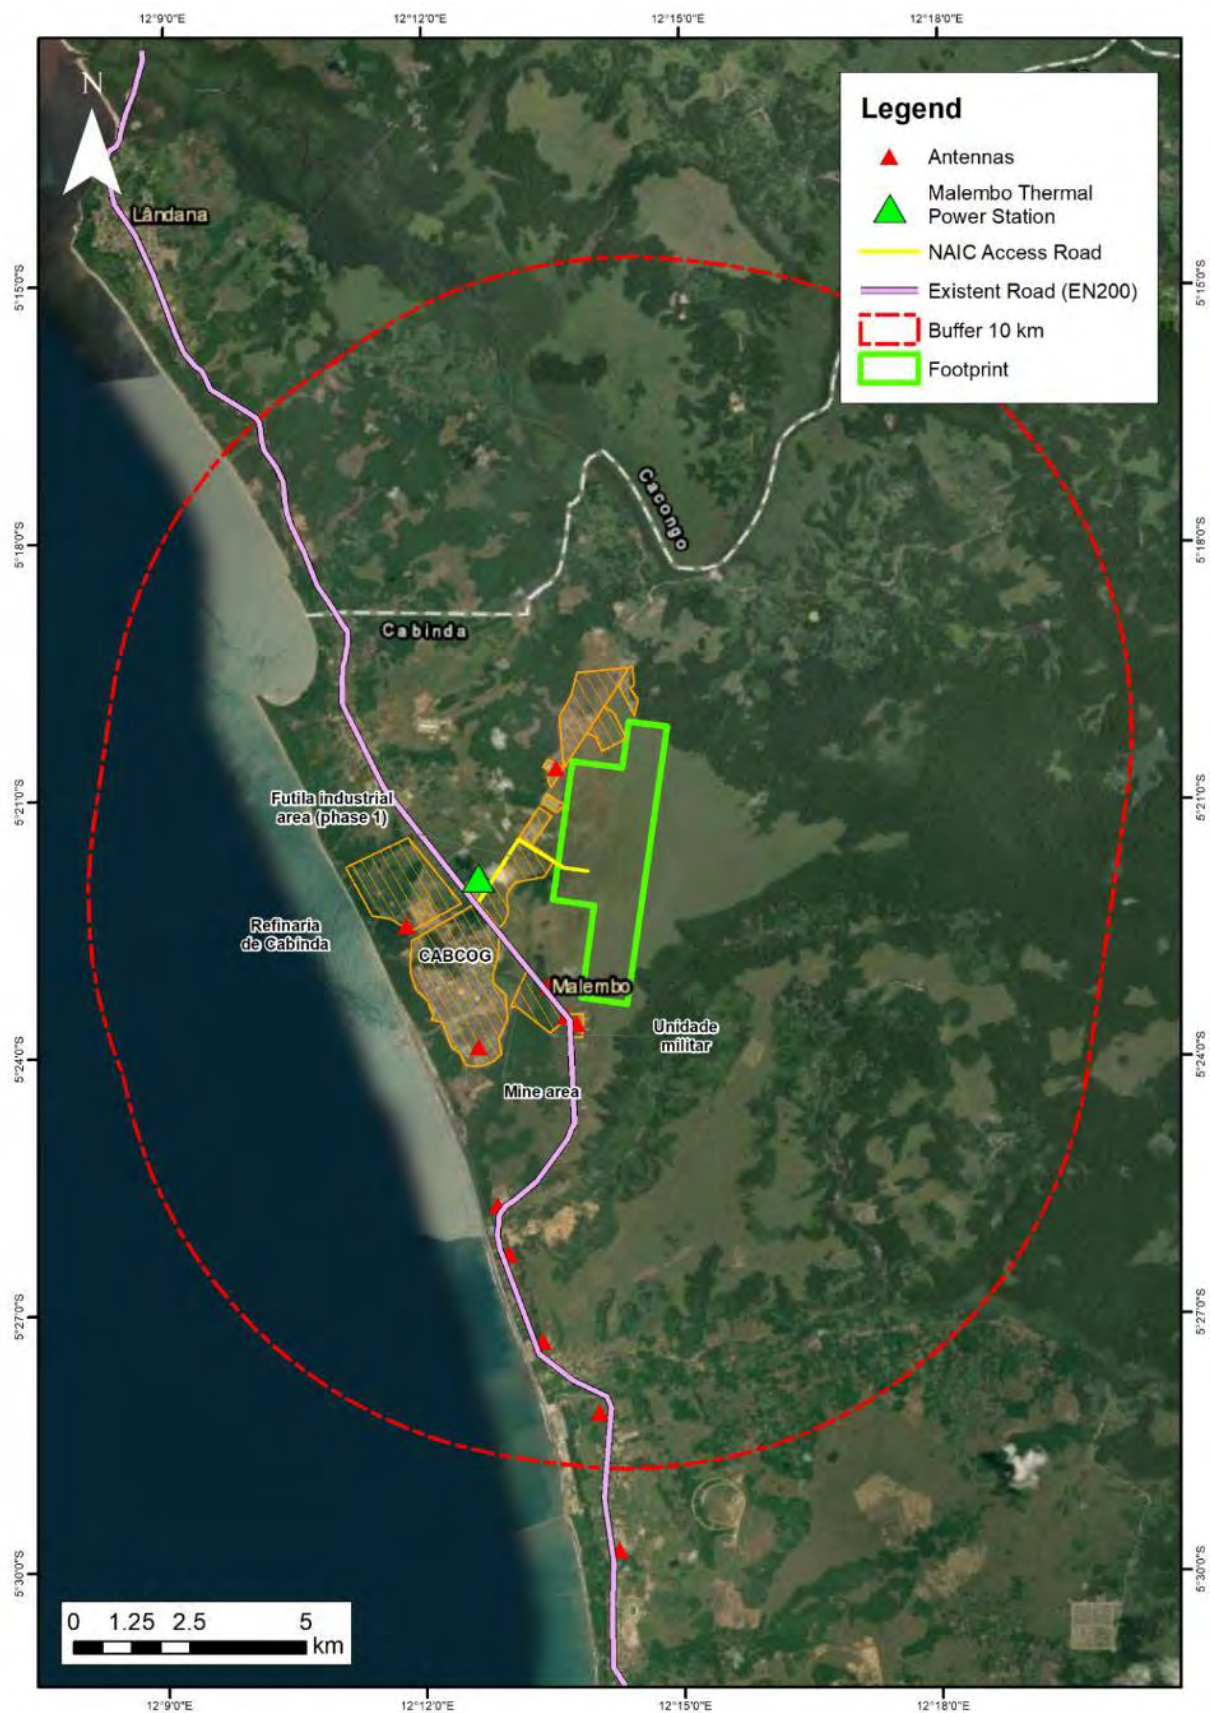 12°9'0"E
12°12'0"E
12°15'0"E
12°18'0"E
N
Legend
Antennas
Malembo Thermal
Power Station
NAIC Access Road
Existent Road (EN200)
Buffer 10 km
Footprint
Lândana
5°15'0"S
5°15'0"S
Cacongo
5°18'0"S
5°18'0"S
Cabinda
Futila industrial
area (phase 1)
5°21'0"S
5°21'0"S
Refinaria
de Cabinda
CABCOG
Malembo
Unidade
militar
5°24'0"S
5°24'0"S
Mine area
5°27'0"S
5°27'0"S
5°30'0"S
5°30'0"S
0 1.25 2.5 5
km
12°9'0"E
12°12'0"E
12°15'0"E
12°18'0"E